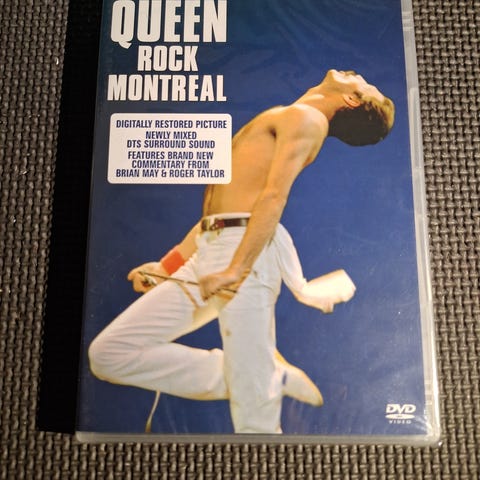 QUEEN
ROCK
MONTREAL
DIGITALLY RESTORED PICTURE
NEWLY MIXED
DTS SURROUND SOUND
FEATURES BRAND NEW
COMMENTARY FROM
BRIAN MAY & ROGER TAYLOR
DVD
VIDEO